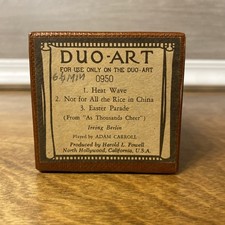 DUO-ART
FOR USE ONLY ON THE DUO-ART
0950
1. Heat Wave
2. Not for All the Rice in China
3. Easter Parade
(From "As Thousands Cheer")
Irving Berlin
Played by ADAM CARROLL
Produced by Harold L. Powell
North Hollywood, California, U.S.A.